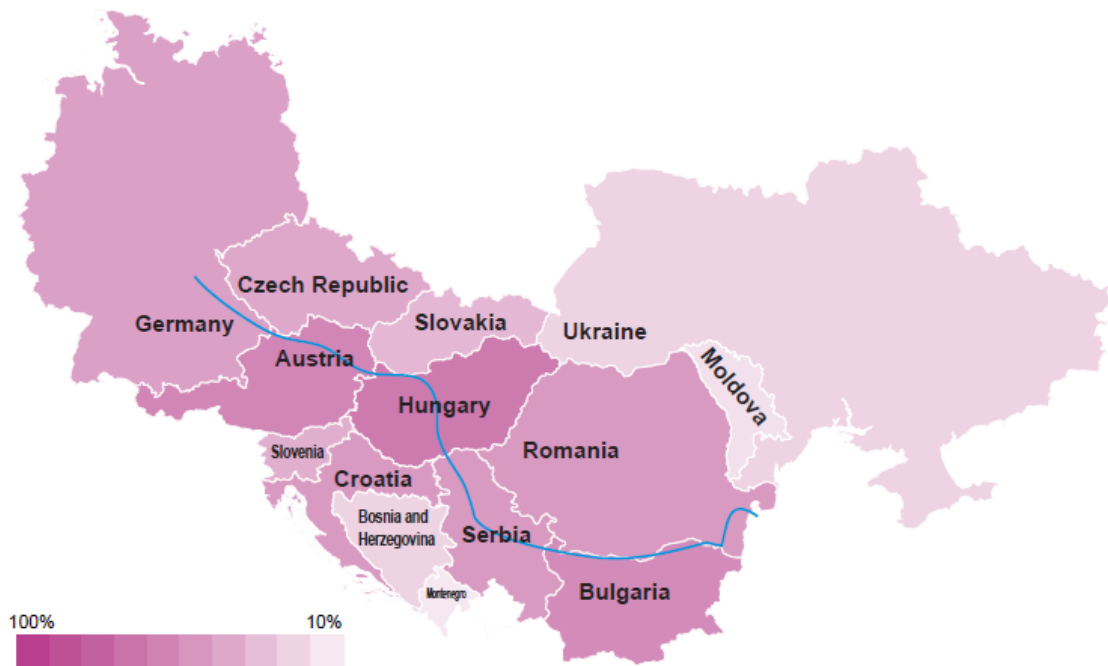 Czech Republic
Germany
Slovakia
Ukraine
Austria
Moldova
Hungary
Romania
Slovenia
Croatia
Bosnia and
Herzegovina
Serbia
Montenegro
Bulgaria
100%
10%